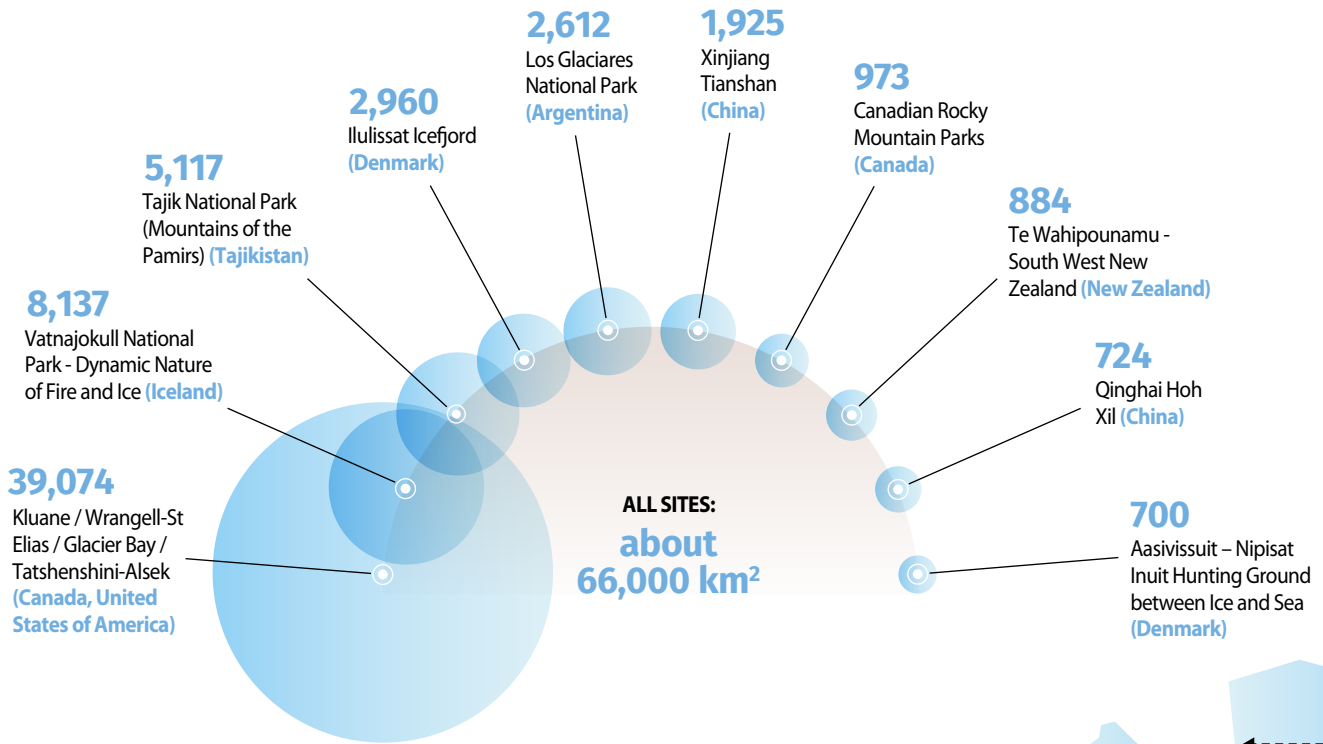 39,074
Kluane / Wrangell-St
Elias / Glacier Bay /
Tatshenshini-Alsek
(Canada, United
States of America)
8,137
Vatnajokull National
Park - Dynamic Nature
of Fire and Ice (Iceland)
5,117
Tajik National Park
(Mountains of the
Pamirs) (Tajikistan)
2,960
Ilulissat Icefjord
(Denmark)
2,612
Los Glaciares
National Park
(Argentina)
1,925
Xinjiang
Tianshan
(China)
973
Canadian Rocky
Mountain Parks
(Canada)
884
Te Wahipounamu -
South West New
Zealand (New Zealand)
724
Qinghai Hoh
Xil (China)
700
Aasivissuit – Nipisat
Inuit Hunting Ground
between Ice and Sea
(Denmark)
ALL SITES:
about
66,000 km²